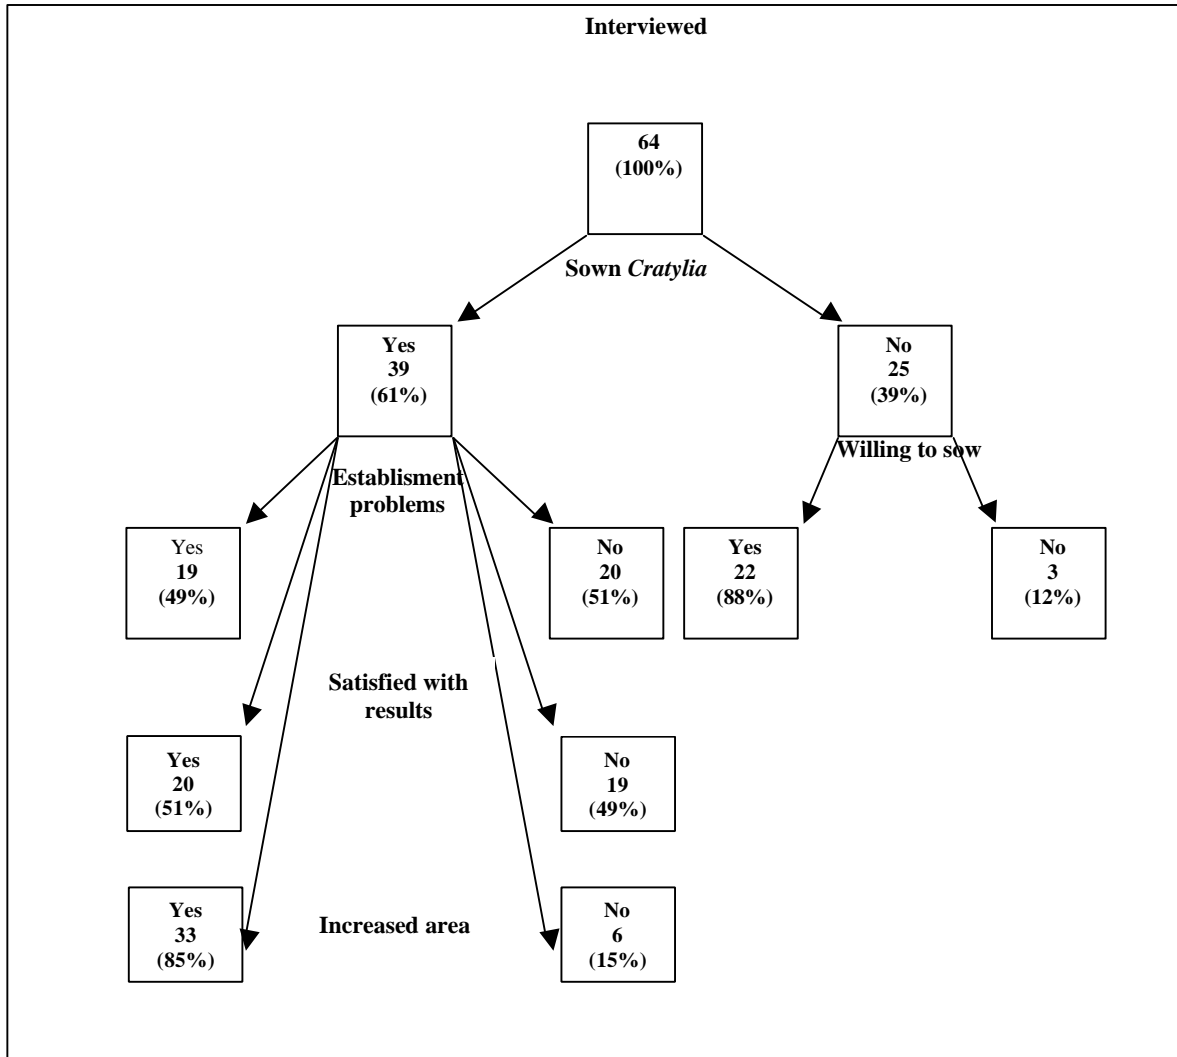 Interviewed
64
(100%)
Sown Cratylia
Yes
39
(61%)
No
25
(39%)
Willing to sow
Establisment
problems
Yes
19
(49%)
No
20
(51%)
Yes
22
(88%)
No
3
(12%)
Satisfied with
results
Yes
20
(51%)
No
19
(49%)
Increased area
Yes
33
(85%)
No
6
(15%)